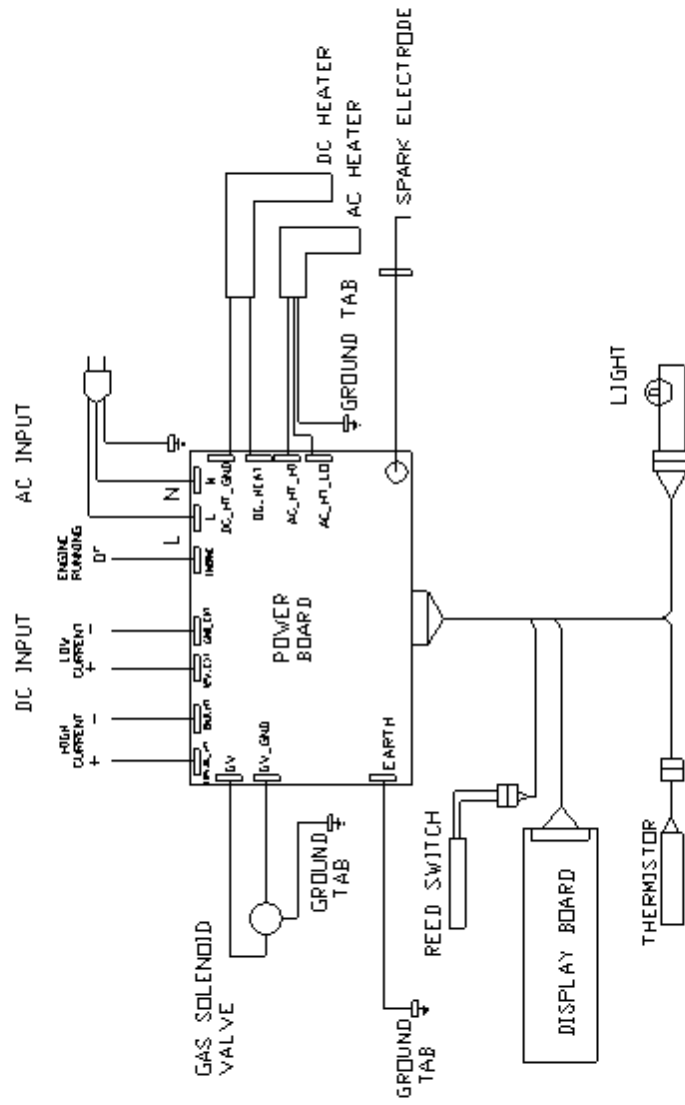 DC INPUT
AC INPUT
HIGH
CURRENT
+
-
LOW
CURRENT
+
-
ENGINE
RUNNING
D+
L
N
GND_EXT
L
N
GV
GV_GND
EARTH
DC_HT_GND
DC_HEAT
AC_HT_HI
AC_HT_LO
POWER
BOARD
DC HEATER
AC HEATER
GROUND TAB
SPARK ELECTRODE
GAS SOLENOID
VALVE
GROUND
TAB
GROUND
TAB
REED SWITCH
DISPLAY BOARD
THERMISTOR
LIGHT